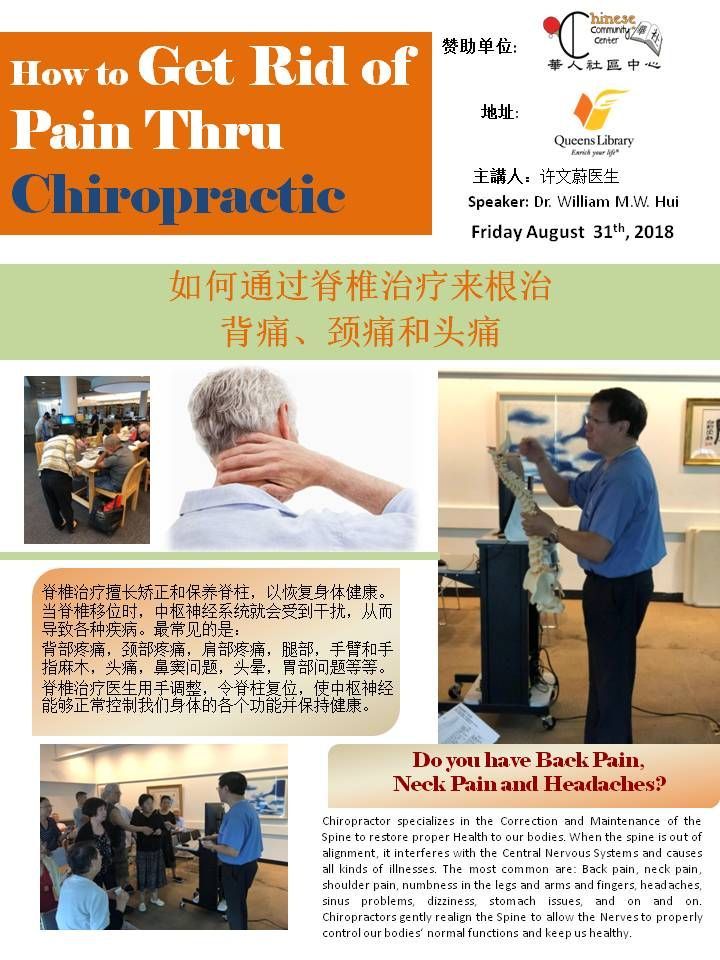 How to Get Rid of
Pain Thru
Chiropractic
赞助单位:
Chinese
Community
Center
華人社區中心
地址:
Queens Library
Enrich your life®
主講人：许文蔚医生
Speaker: Dr. William M.W. Hui
Friday August 31th, 2018
如何通过脊椎治疗来根治
背痛、颈痛和头痛
脊椎治疗擅长矫正和保养脊柱，以恢复身体健康。
当脊椎移位时，中枢神经系统就会受到干扰，从而
导致各种疾病。最常见的是：
背部疼痛，颈部疼痛，肩部疼痛，腿部，手臂和手
指麻木，头痛，鼻窦问题，头晕，胃部问题等等。
脊椎治疗医生用手调整，令脊柱复位，使中枢神经
能够正常控制我们身体的各个功能并保持健康。
Do you have Back Pain,
Neck Pain and Headaches?
Chiropractor specializes in the Correction and Maintenance of the
Spine to restore proper Health to our bodies. When the spine is out of
alignment, it interferes with the Central Nervous Systems and causes
all kinds of illnesses. The most common are: Back pain, neck pain,
shoulder pain, numbness in the legs and arms and fingers, headaches,
sinus problems, dizziness, stomach issues, and on and on.
Chiropractors gently realign the Spine to allow the Nerves to properly
control our bodies' normal functions and keep us healthy.